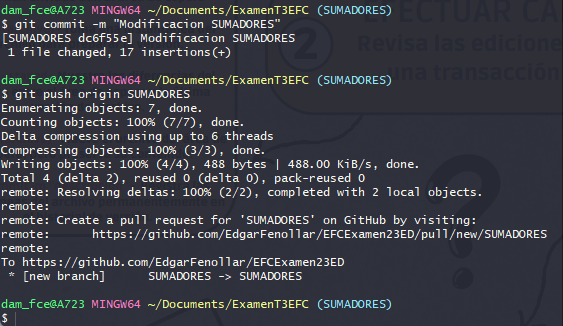 dam_fce@A723 MINGW64 ~/Documents/ExamenT3EFC (SUMADORES)
$ git commit -m "Modificacion SUMADORES"
[SUMADORES dc6f55e] Modificacion SUMADORES
 1 file changed, 17 insertions(+)
dam_fce@A723 MINGW64 ~/Documents/ExamenT3EFC (SUMADORES)
$ git push origin SUMADORES
Enumerating objects: 7, done.
Counting objects: 100% (7/7), done.
Delta compression using up to 6 threads
Compressing objects: 100% (3/3), done.
Writing objects: 100% (4/4), 488 bytes | 488.00 KiB/s, done.
Total 4 (delta 2), reused 0 (delta 0), pack-reused 0
remote: Resolving deltas: 100% (2/2), completed with 2 local objects.
remote:
remote: Create a pull request for 'SUMADORES' on GitHub by visiting:
remote:      https://github.com/EdgarFenollar/EFCExamen23ED/pull/new/SUMADORES
remote:
To https://github.com/EdgarFenollar/EFCExamen23ED
 * [new branch]      SUMADORES -> SUMADORES
dam_fce@A723 MINGW64 ~/Documents/ExamenT3EFC (SUMADORES)
$
2
Revisa las edicione
una transacción